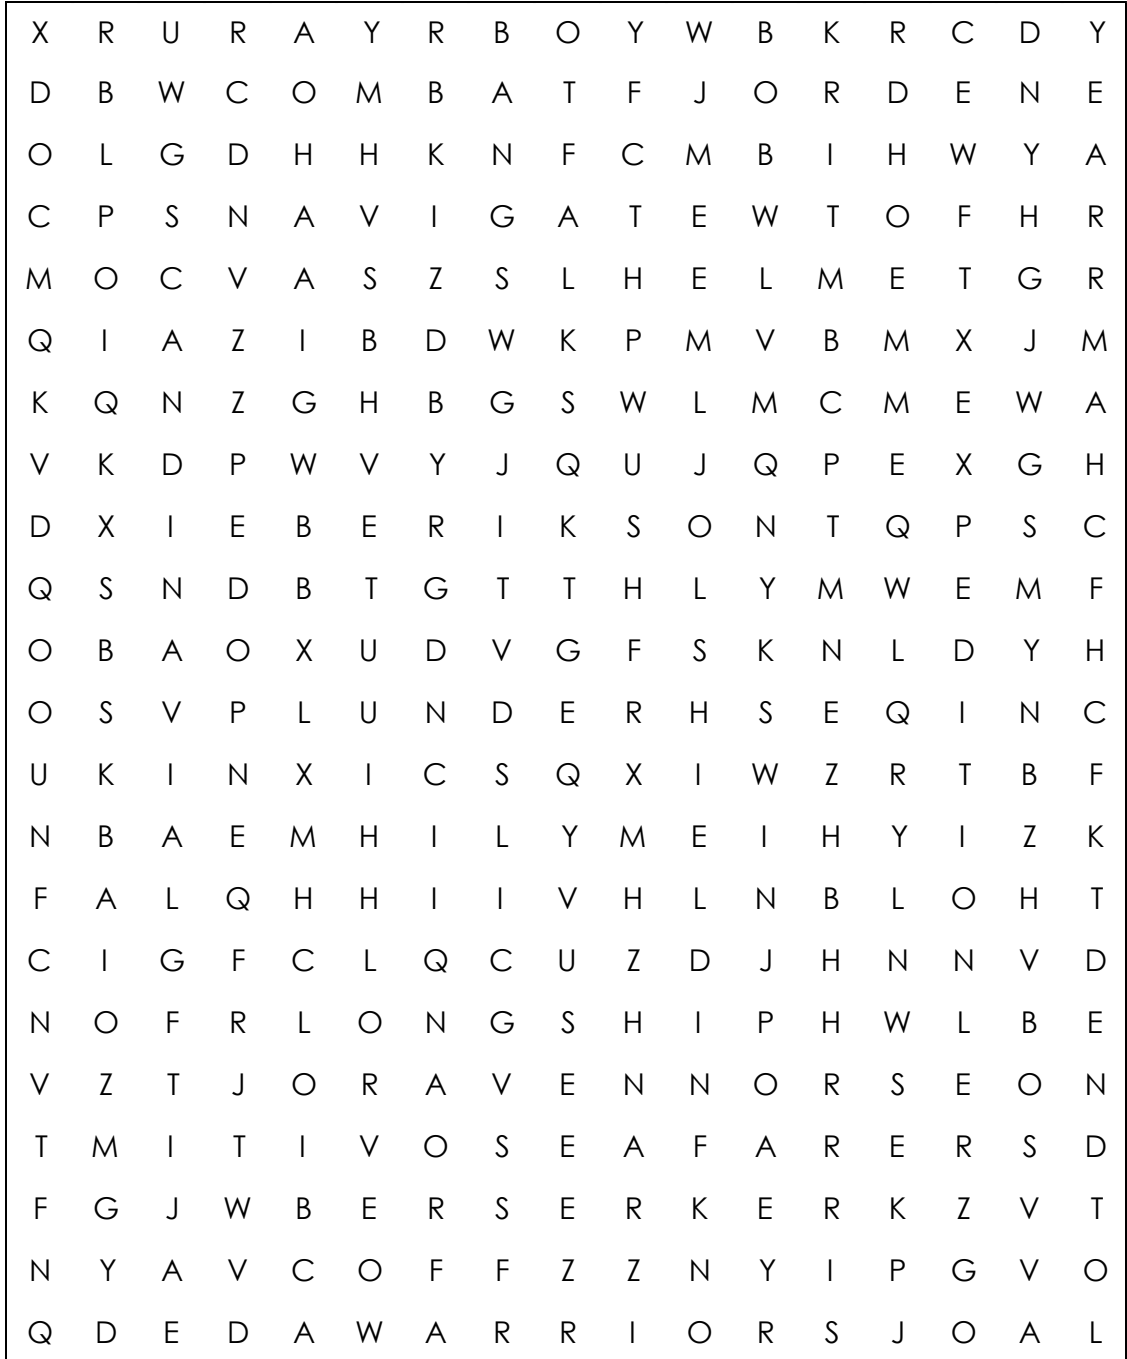 X R U R A Y R B O Y W B K R C D Y
D B W C O M B A T F J O R D E N E
O L G D H H K N F C M B I H W Y A
C P S N A V I G A T E W T O F H R
M O C V A S Z S L H E L M E T G R
Q I A Z I B D W K P M V B M X J M
K Q N Z G H B G S W L M C M E W A
V K D P W V Y J Q U J Q P E X G H
D X I E B E R I K S O N T Q P S C
Q S N D B T G T T H L Y M W E M F
O B A O X U D V G F S K N L D Y H
O S V P L U N D E R H S E Q I N C
U K I N X I C S Q X I W Z R T B F
N B A E M H I L Y M E I H Y I Z K
F A L Q H H I I V H L N B L O H T
C I G F C L Q C U Z D J H N N V D
N O F R L O N G S H I P H W L B E
V Z T J O R A V E N N O R S E O N
T M I T I V O S E A F A R E R S D
F G J W B E R S E R K E R K Z V T
N Y A V C O F F Z Z N Y I P G V O
Q D E D A W A R R I O R S J O A L